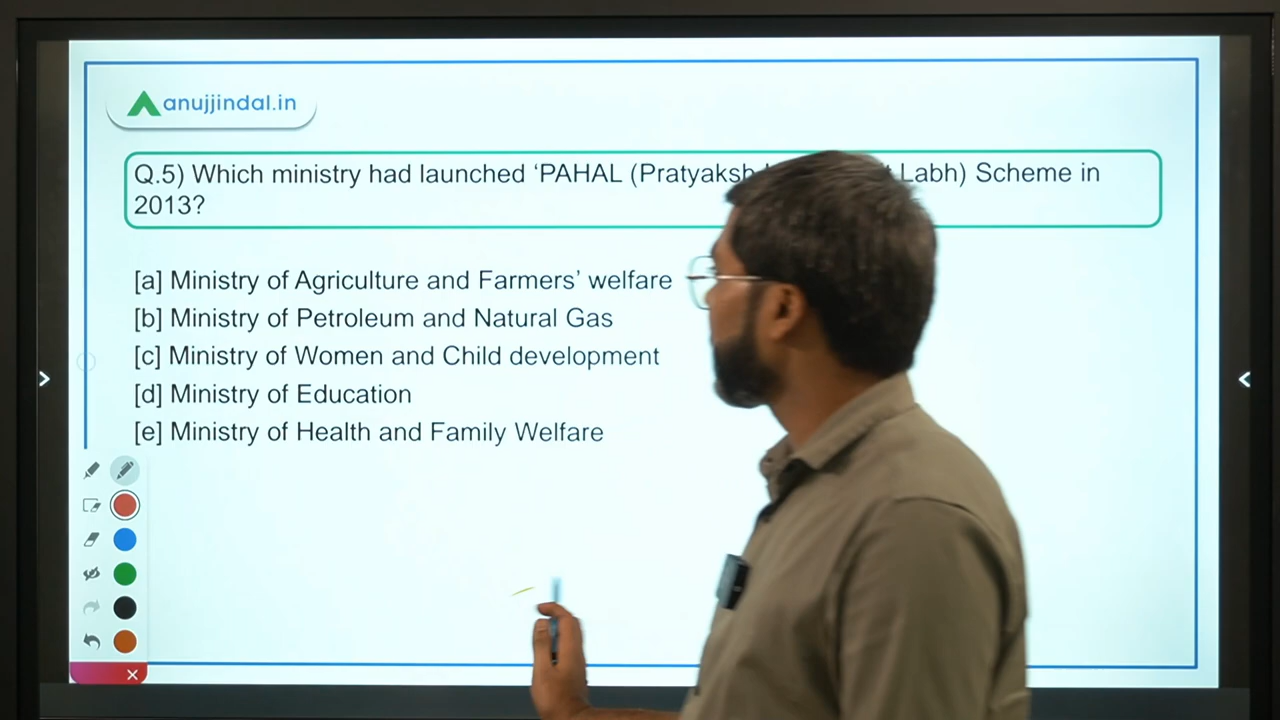 anujjindal.in
Q.5) Which ministry had launched ‘PAHAL (Pratyaksh Labh) Scheme in
2013?
[a] Ministry of Agriculture and Farmers’ welfare
[b] Ministry of Petroleum and Natural Gas
[c] Ministry of Women and Child development
[d] Ministry of Education
[e] Ministry of Health and Family Welfare